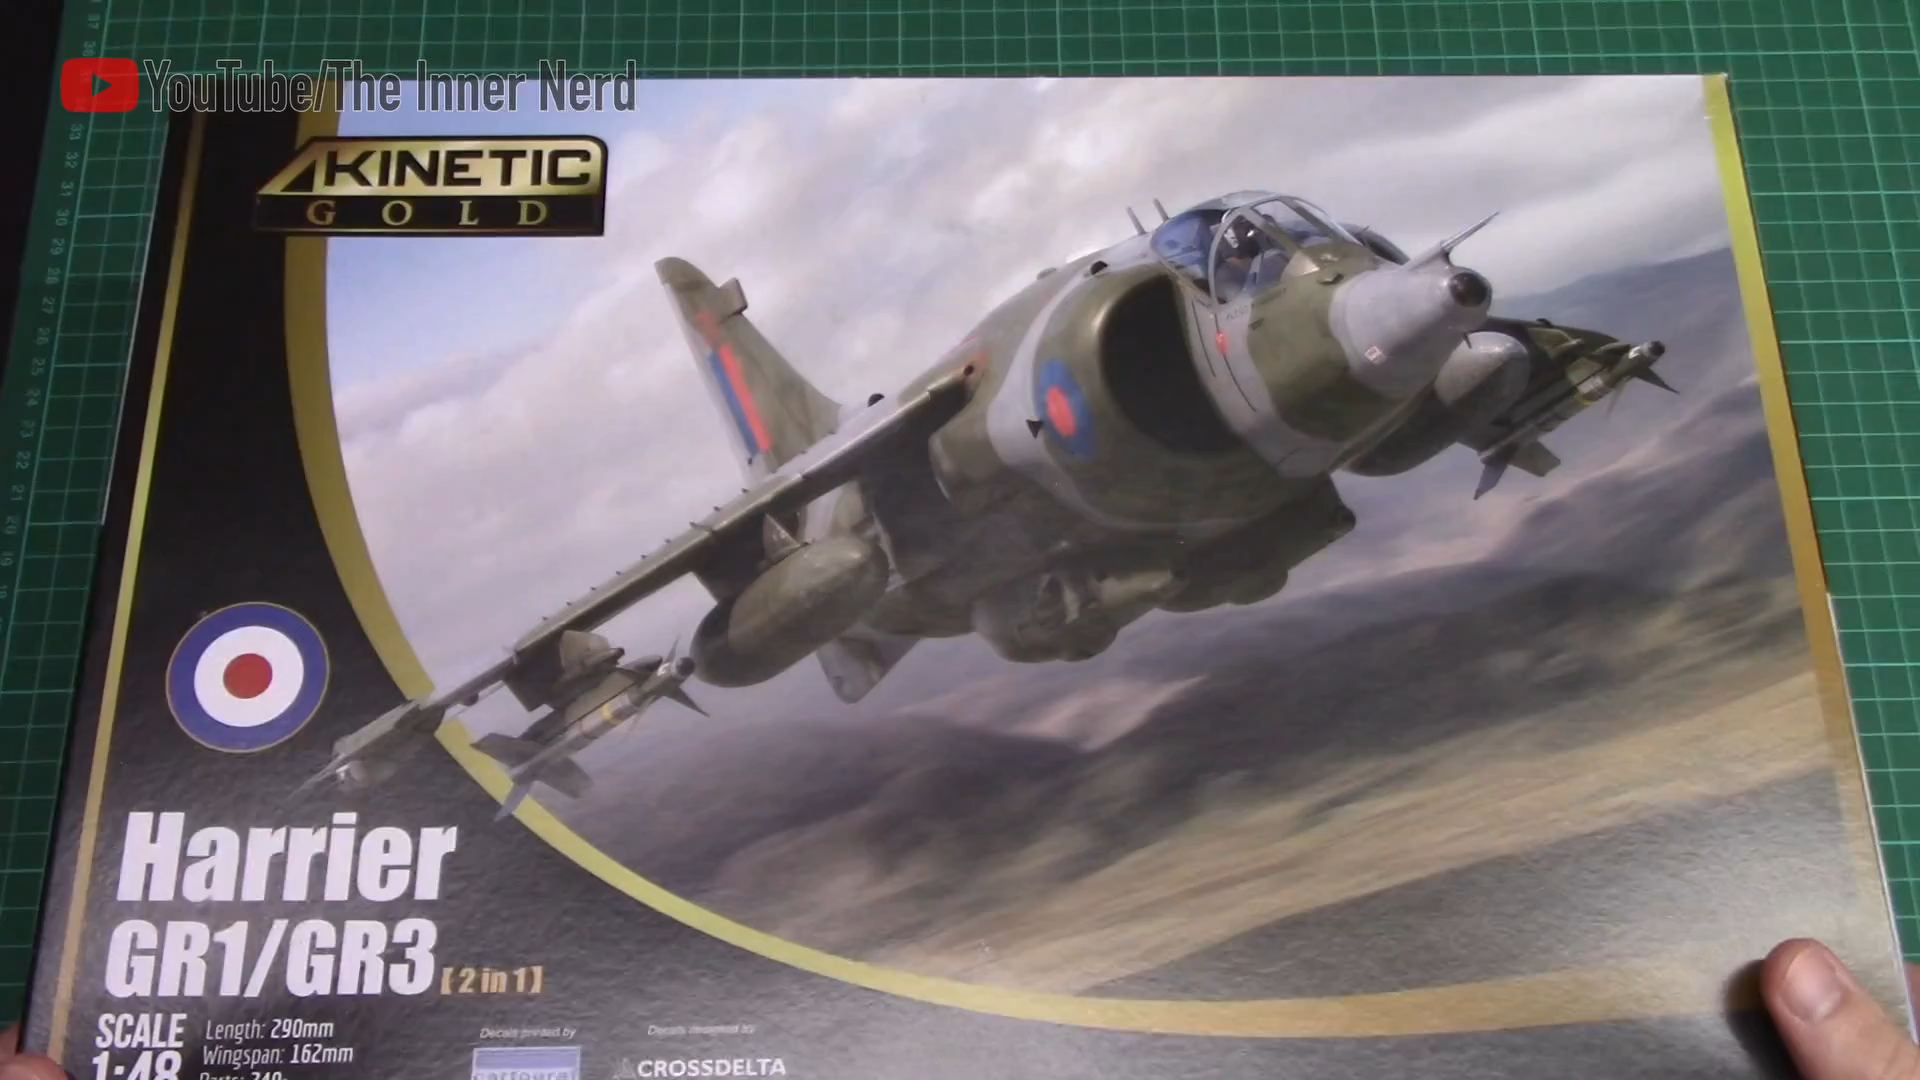 YouTube/The Inner Nerd
KINETIC
GOLD
Harrier
GR1/GR3 [2 in 1]
SCALE
1:48
Length: 290mm
Wingspan: 162mm
Decals printed by
Decals designed by
CROSSDELTA